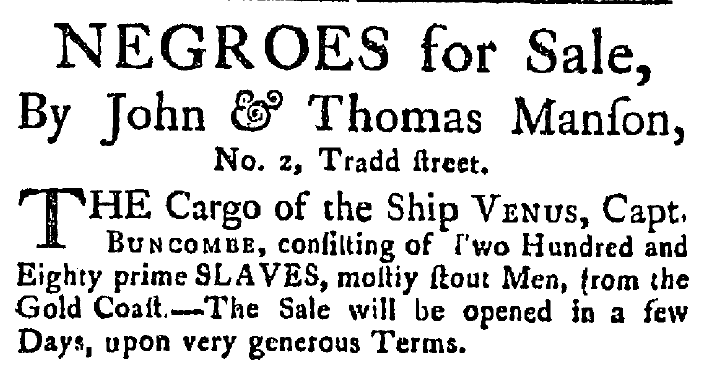 NEGROES for Sale,
By John & Thomas Manſon,
No. 2, Tradd ſtreet.
THE Cargo of the Ship VENUS, Capt.
BUNCOMBE, conſiſting of Two Hundred and
Eighty prime SLAVES, moſtly ſtout Men, from the
Gold Coaſt.—The Sale will be opened in a few
Days, upon very generous Terms.